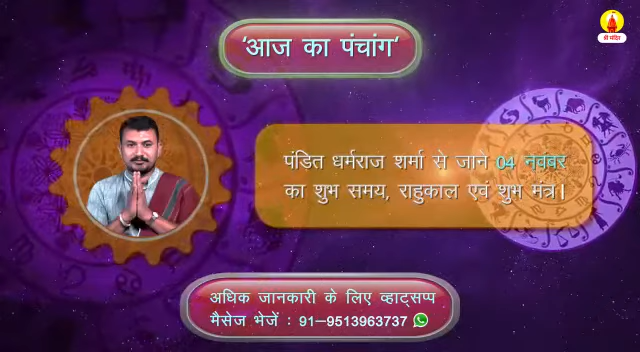 'आज का पंचांग'
श्री मंदिर
पंडित धर्मराज शर्मा से जाने 04 नवंबर
का शुभ समय, राहुकाल एवं शुभ मंत्र।
अधिक जानकारी के लिए व्हाट्सप्प
मैसेज भेजें : 91-9513963737